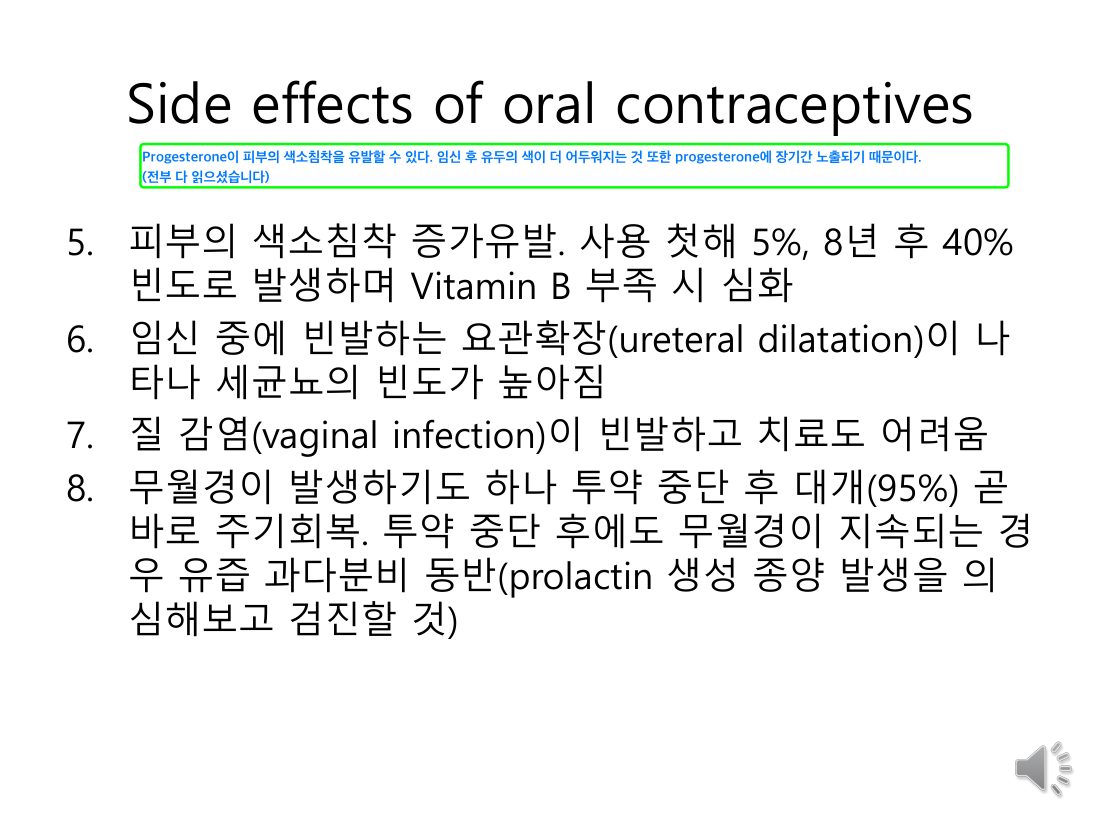 Side effects of oral contraceptives
Progesterone이 피부의 색소침착을 유발할 수 있다. 임신 후 유두의 색이 더 어두워지는 것 또한 progesterone에 장기간 노출되기 때문이다.
(전부 다 읽으셨습니다)
5. 피부의 색소침착 증가유발. 사용 첫해 5%, 8년 후 40%
빈도로 발생하며 Vitamin B 부족 시 심화
6. 임신 중에 빈발하는 요관확장(ureteral dilatation)이 나
타나 세균뇨의 빈도가 높아짐
7. 질 감염(vaginal infection)이 빈발하고 치료도 어려움
8. 무월경이 발생하기도 하나 투약 중단 후 대개(95%) 곧
바로 주기회복. 투약 중단 후에도 무월경이 지속되는 경
우 유즙 과다분비 동반(prolactin 생성 종양 발생을 의
심해보고 검진할 것)